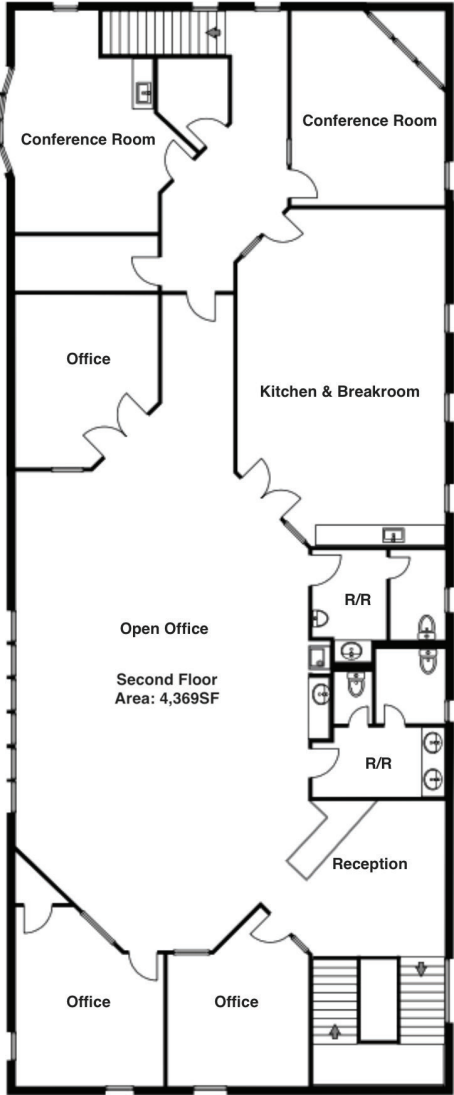 Conference Room
Conference Room
Office
Kitchen & Breakroom
R/R
Open Office
Second Floor
Area: 4,369SF
R/R
Reception
Office
Office